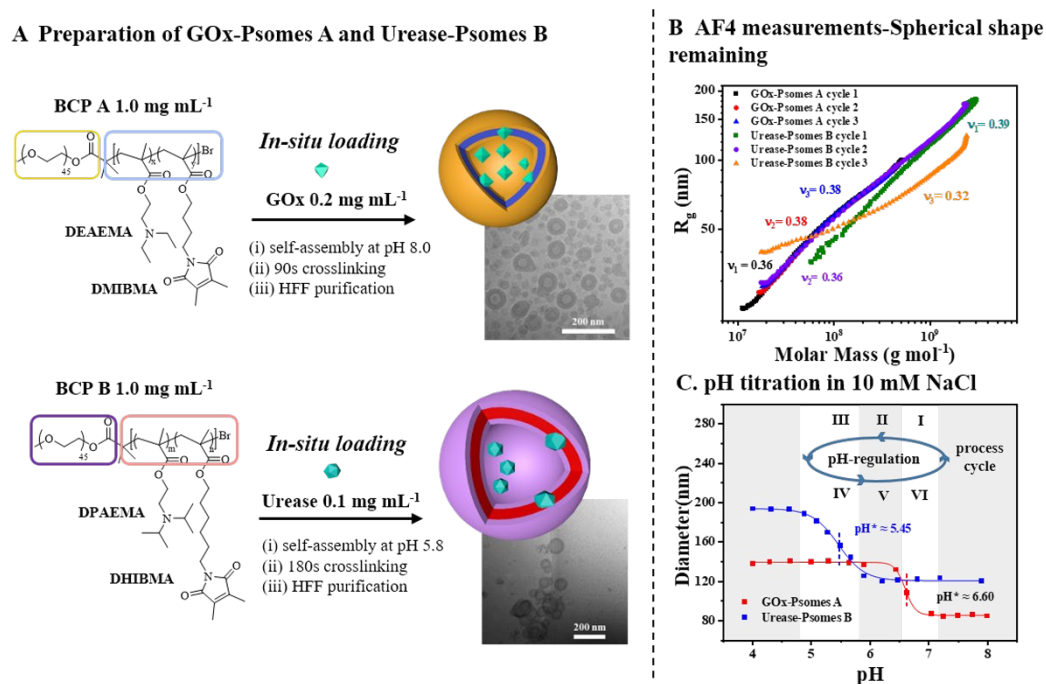 A Preparation of GOx-Psomes A and Urease-Psomes B
BCP A 1.0 mg mL-1
O
45
O
O
x
y
Br
O
O
O
O
N
DEAEMA
O
N
O
DMIBMA
In-situ loading
GOx 0.2 mg mL-1
(i) self-assembly at pH 8.0
(ii) 90s crosslinking
(iii) HFF purification
200 nm
BCP B 1.0 mg mL-1
O
45
O
O
m
n
Br
O
O
O
O
N
DPAEMA
O
N
O
DHIBMA
In-situ loading
Urease 0.1 mg mL-1
(i) self-assembly at pH 5.8
(ii) 180s crosslinking
(iii) HFF purification
200 nm
B AF4 measurements-Spherical shape
remaining
GOx-Psomes A cycle 1
GOx-Psomes A cycle 2
GOx-Psomes A cycle 3
Urease-Psomes B cycle 1
Urease-Psomes B cycle 2
Urease-Psomes B cycle 3
200
150
100
50
Rg (nm)
ν1= 0.39
ν3= 0.38
ν2= 0.38
ν3= 0.32
ν1= 0.36
ν2= 0.36
10^7
10^8
10^9
Molar Mass (g mol-1)
C. pH titration in 10 mM NaCl
280
240
200
160
120
80
Diameter(nm)
III
II
I
pH-regulation
process
cycle
IV
V
VI
pH* ≈ 5.45
pH* ≈ 6.60
GOx-Psomes A
Urease-Psomes B
4
5
6
7
8
pH